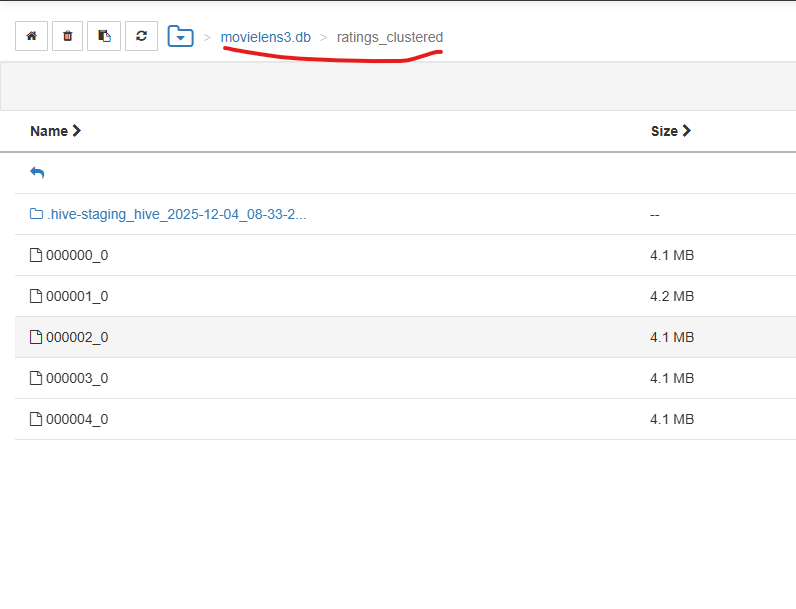 > movielens3.db > ratings_clustered
Name Size
.hive-staging_hive_2025-12-04_08-33-2... --
000000_0 4.1 MB
000001_0 4.2 MB
000002_0 4.1 MB
000003_0 4.1 MB
000004_0 4.1 MB